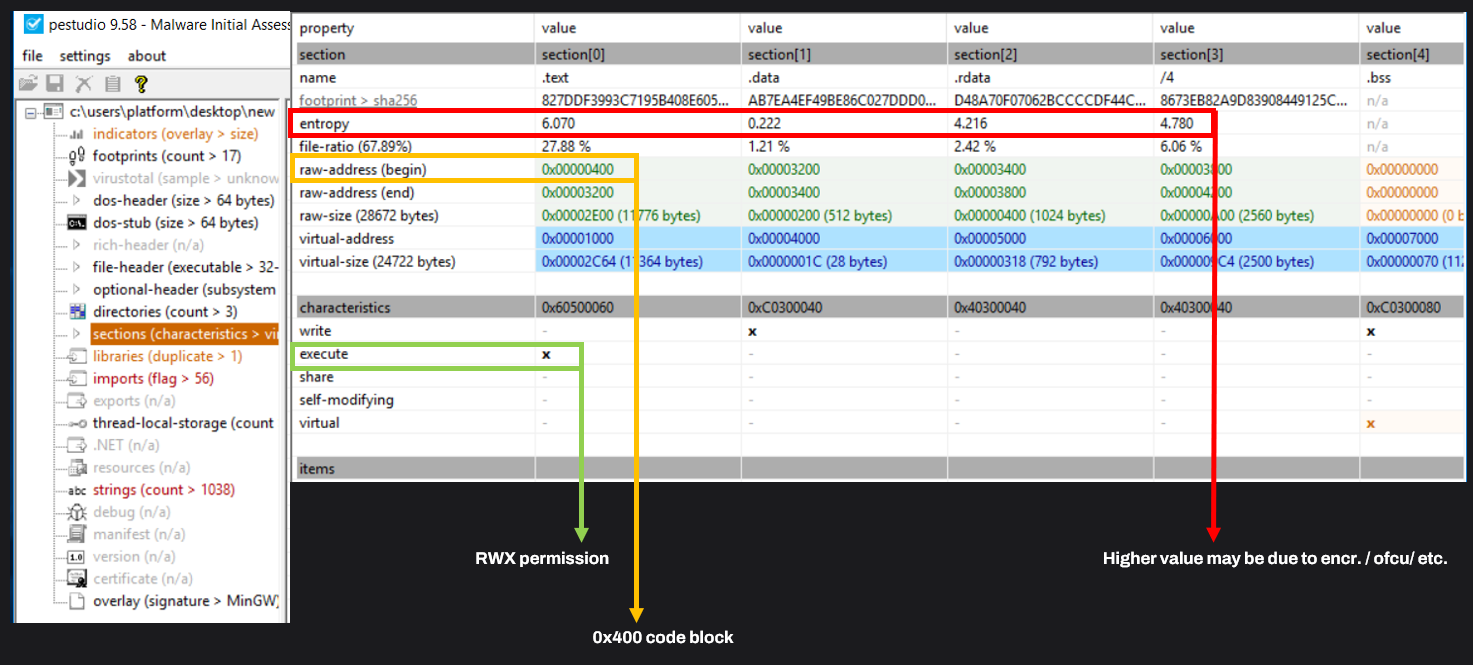 pestudio 9.58 - Malware Initial Assess
file settings about
c:\users\platform\desktop\new
indicators (overlay > size)
footprints (count > 17)
virustotal (sample > unknow
dos-header (size > 64 bytes)
dos-stub (size > 64 bytes)
rich-header (n/a)
file-header (executable > 32-
optional-header (subsystem
directories (count > 3)
sections (characteristics > vir
libraries (duplicate > 1)
imports (flag > 56)
exports (n/a)
thread-local-storage (count
.NET (n/a)
resources (n/a)
abc strings (count > 1038)
debug (n/a)
manifest (n/a)
1.0 version (n/a)
certificate (n/a)
overlay (signature > MinGW)
property value value value value value
section section[0] section[1] section[2] section[3] section[4]
name .text .data .rdata /4 .bss
footprint > sha256 827DDF3993C7195B408E605... AB7EA4EF49BE86C027DDD0... D48A70F07062BCCCCDF44C... 8673EB82A9D83908449125C... n/a
entropy 6.070 0.222 4.216 4.780 n/a
file-ratio (67.89%) 27.88 % 1.21 % 2.42 % 6.06 % n/a
raw-address (begin) 0x00000400 0x00003200 0x00003400 0x00003800 0x00000000
raw-address (end) 0x00003200 0x00003400 0x00003800 0x00004200 0x00000000
raw-size (28672 bytes) 0x00002E00 (11776 bytes) 0x00000200 (512 bytes) 0x00000400 (1024 bytes) 0x00000A00 (2560 bytes) 0x00000000 (0 b
virtual-address 0x00001000 0x00004000 0x00005000 0x00006000 0x00007000
virtual-size (24722 bytes) 0x00002C64 (11364 bytes) 0x0000001C (28 bytes) 0x00000318 (792 bytes) 0x000009C4 (2500 bytes) 0x00000070 (112
characteristics 0x60500060 0xC0300040 0x40300040 0x40300040 0xC0300080
write - x - - x
execute x - - - -
share - - - - -
self-modifying - - - - -
virtual - - - - x
items
RWX permission
Higher value may be due to encr. / ofcu/ etc.
0x400 code block